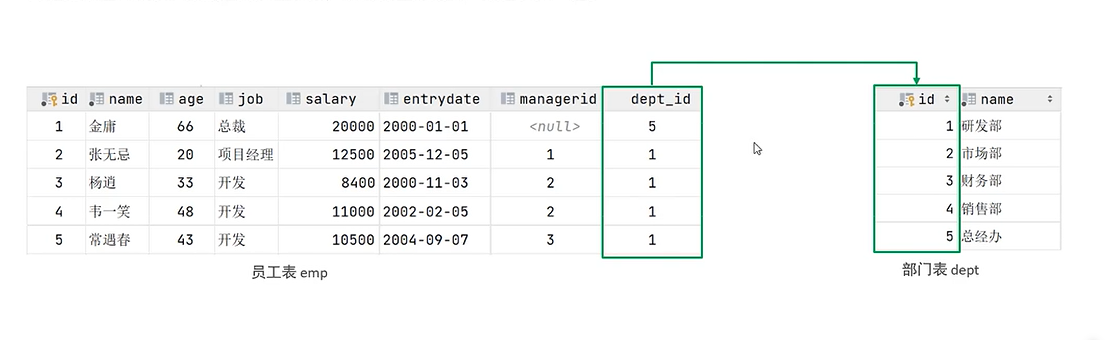 id name age job salary entrydate managerid dept_id
1 金庸 66 总裁 20000 2000-01-01 <null> 5
2 张无忌 20 项目经理 12500 2005-12-05 1 1
3 杨逍 33 开发 8400 2000-11-03 2 1
4 韦一笑 48 开发 11000 2002-02-05 2 1
5 常遇春 43 开发 10500 2004-09-07 3 1
员工表 emp
id name
1 研发部
2 市场部
3 财务部
4 销售部
5 总经办
部门表 dept